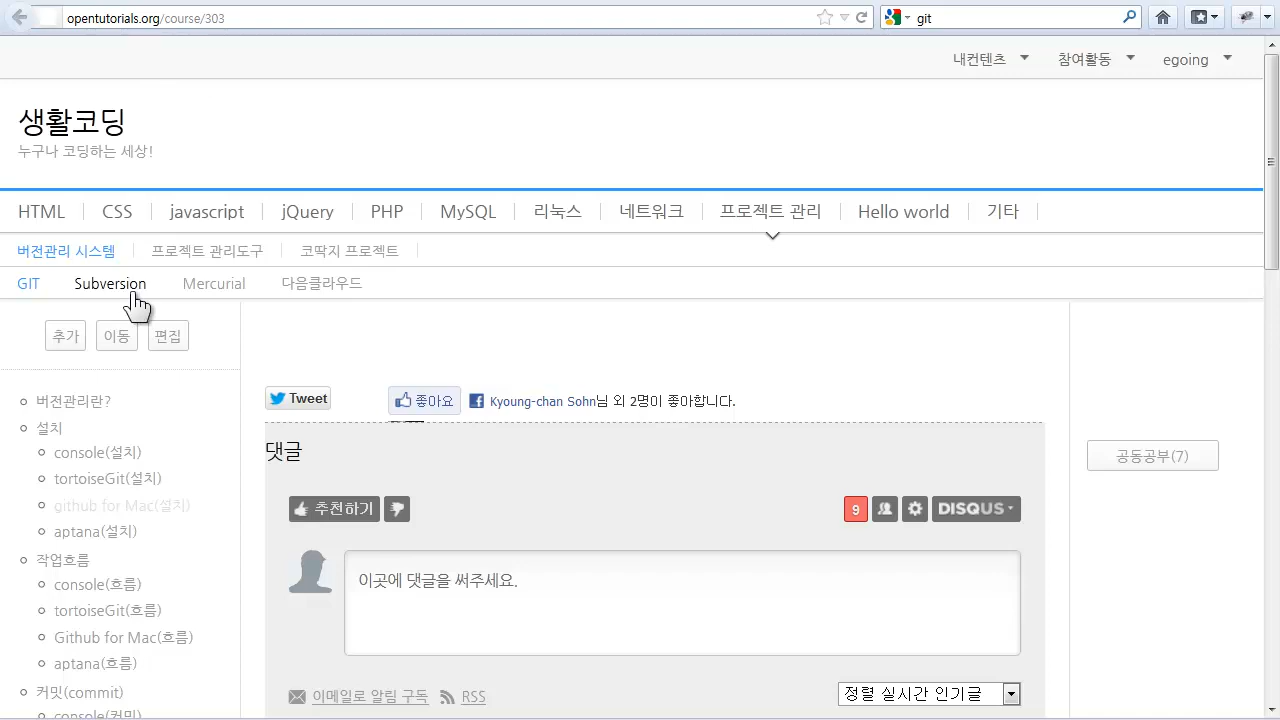 opentutorials.org/course/303 git
내컨텐츠 참여활동 egoing
생활코딩
누구나 코딩하는 세상!
HTML CSS javascript jQuery PHP MySQL 리눅스 네트워크 프로젝트 관리 Hello world 기타
버전관리 시스템 프로젝트 관리도구 코딱지 프로젝트
GIT Subversion Mercurial 다음클라우드
추가 이동 편집
버전관리란?
설치
console(설치)
tortoiseGit(설치)
github for Mac(설치)
aptana(설치)
작업흐름
console(흐름)
tortoiseGit(흐름)
Github for Mac(흐름)
aptana(흐름)
커밋(commit)
console(커밋)
Tweet 좋아요 Kyoung-chan Sohn님 외 2명이 좋아합니다.
댓글
추천하기 9 DISQUS
이곳에 댓글을 써주세요.
이메일로 알림 구독 RSS 정렬 실시간 인기글
공동공부(7)